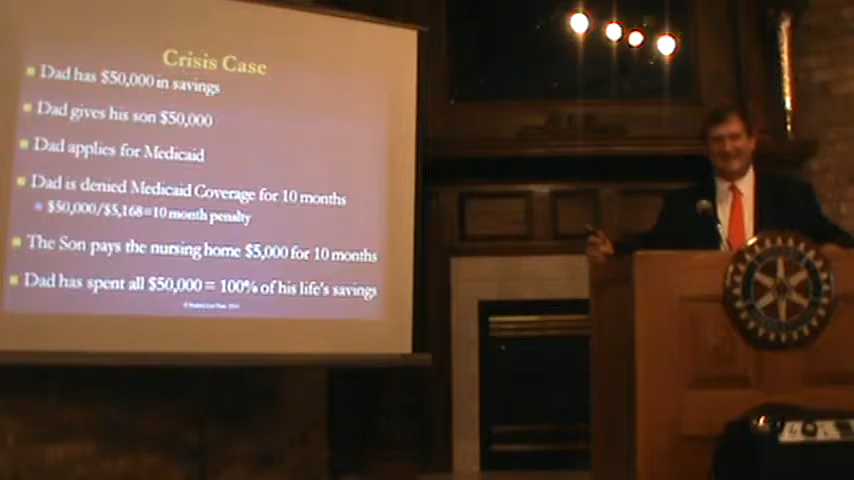 Crisis Case
Dad has $50,000 in savings
Dad gives his son $50,000
Dad applies for Medicaid
Dad is denied Medicaid Coverage for 10 months
$50,000/$5,168=10 month penalty
The Son pays the nursing home $5,000 for 10 months
Dad has spent all $50,000 = 100% of his life's savings